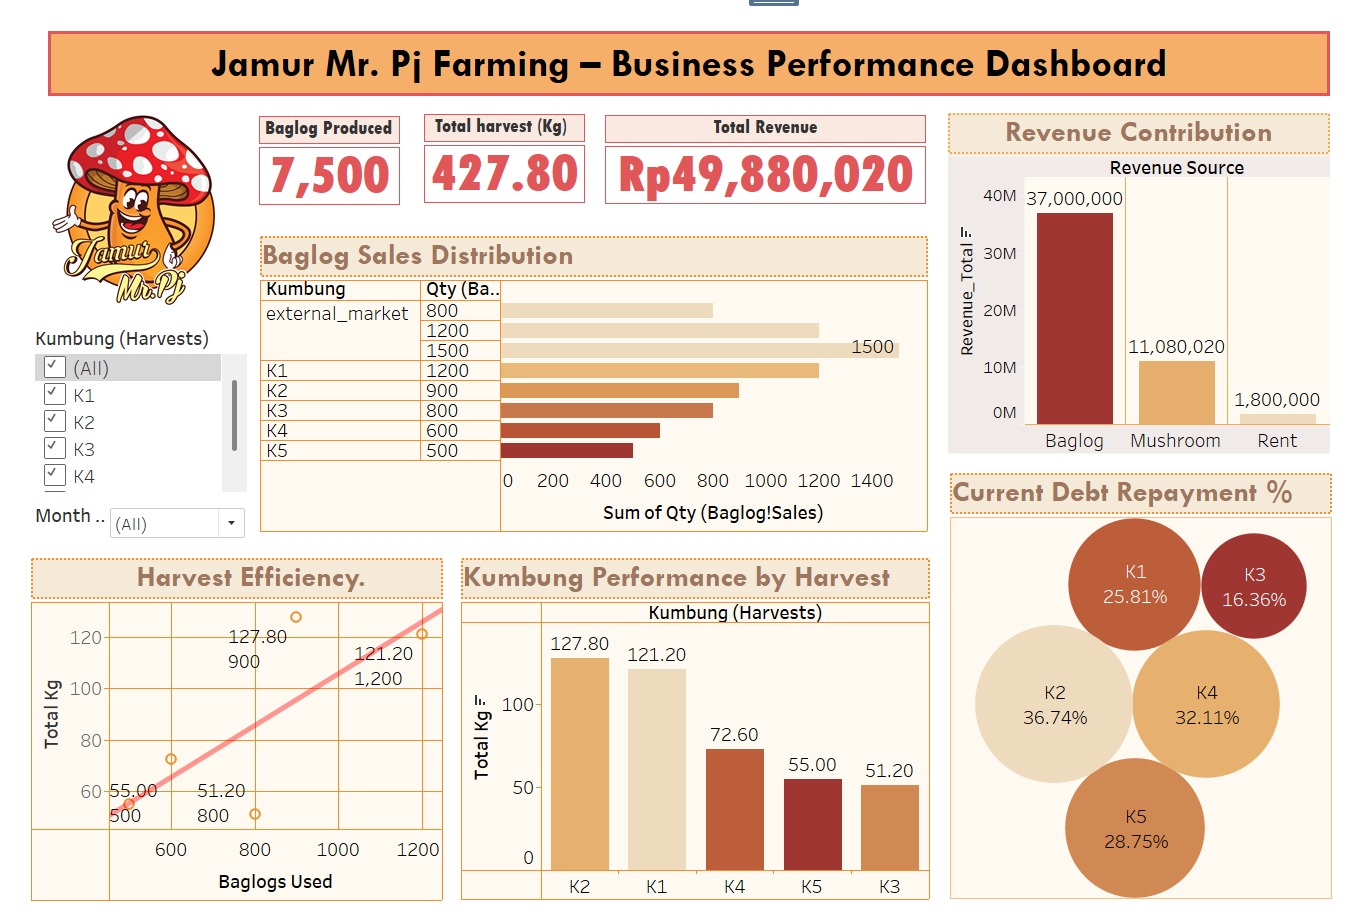 Jamur Mr. Pj Farming – Business Performance Dashboard
Jamur
Mr.Pj
Baglog Produced
7,500
Total harvest (Kg)
427.80
Total Revenue
Rp49,880,020
Revenue Contribution
Revenue Source
Revenue_Total
40M
30M
20M
10M
0M
37,000,000
11,080,020
1,800,000
Baglog Mushroom Rent
Baglog Sales Distribution
Kumbung Qty (Ba..
external_market 800
1200
1500 1500
K1 1200
K2 900
K3 800
K4 600
K5 500
0 200 400 600 800 1000 1200 1400
Sum of Qty (Baglog!Sales)
Kumbung (Harvests)
(All)
K1
K2
K3
K4
Month .. (All)
Current Debt Repayment %
K1
25.81%
K3
16.36%
K2
36.74%
K4
32.11%
K5
28.75%
Harvest Efficiency.
Total Kg
120
100
80
60
127.80
900
121.20
1,200
55.00
500
51.20
800
600 800 1000 1200
Baglogs Used
Kumbung Performance by Harvest
Kumbung (Harvests)
Total Kg
100
50
0
127.80
121.20
72.60
55.00
51.20
K2 K1 K4 K5 K3